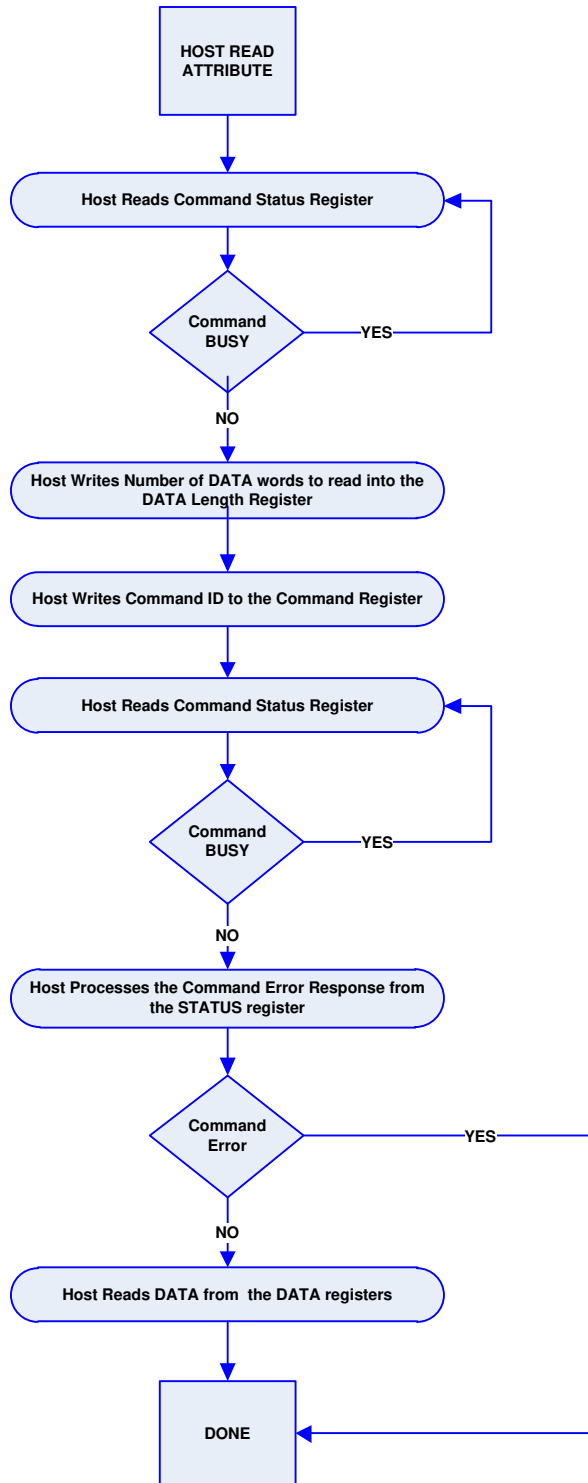 HOST READ
ATTRIBUTE
Host Reads Command Status Register
Command
BUSY
YES
NO
Host Writes Number of DATA words to read into the
DATA Length Register
Host Writes Command ID to the Command Register
Host Reads Command Status Register
Command
BUSY
YES
NO
Host Processes the Command Error Response from
the STATUS register
Command
Error
YES
NO
Host Reads DATA from  the DATA registers
DONE